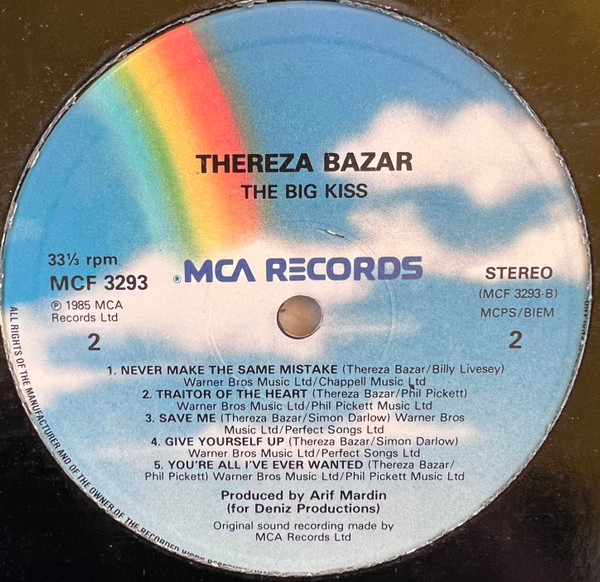 THEREZA BAZAR
THE BIG KISS
33⅓ rpm
MCF 3293
℗ 1985 MCA
Records Ltd
2
® MCA RECORDS
STEREO
(MCF 3293-B)
MCPS/BIEM
2
1. NEVER MAKE THE SAME MISTAKE (Thereza Bazar/Billy Livesey)
Warner Bros Music Ltd/Chappell Music Ltd
2. TRAITOR OF THE HEART (Thereza Bazar/Phil Pickett)
Warner Bros Music Ltd/Phil Pickett Music Ltd
3. SAVE ME (Thereza Bazar/Simon Darlow) Warner Bros
Music Ltd/Perfect Songs Ltd
4. GIVE YOURSELF UP (Thereza Bazar/Simon Darlow)
Warner Bros Music Ltd/Perfect Songs Ltd
5. YOU'RE ALL I'VE EVER WANTED (Thereza Bazar/
Phil Pickett) Warner Bros Music Ltd/Phil Pickett Music Ltd
Produced by Arif Mardin
(for Deniz Productions)
Original sound recording made by
MCA Records Ltd
ALL RIGHTS OF THE MANUFACTURER AND OF THE OWNER OF THE RECORDED WORK